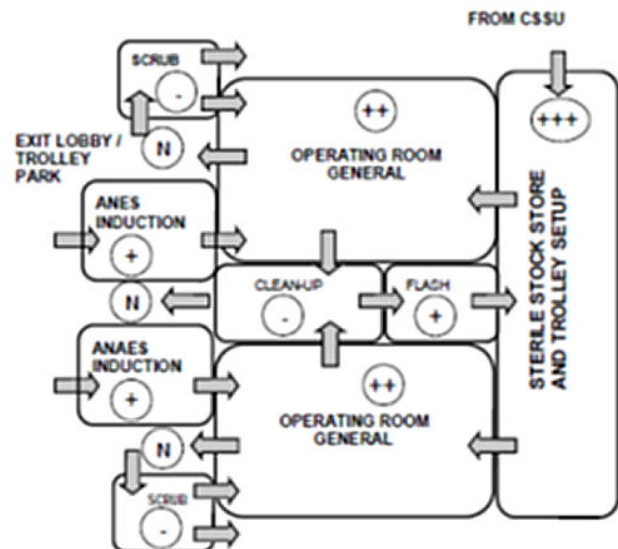 FROM CSSU
SCRUB
-
++
+++
EXIT LOBBY /
TROLLEY
PARK
N
OPERATING ROOM
GENERAL
ANES
INDUCTION
+
N
CLEAN-UP
-
FLASH
+
STERILE STOCK STORE
AND TROLLEY SETUP
ANAES
INDUCTION
+
++
OPERATING ROOM
GENERAL
N
SCRUB
-